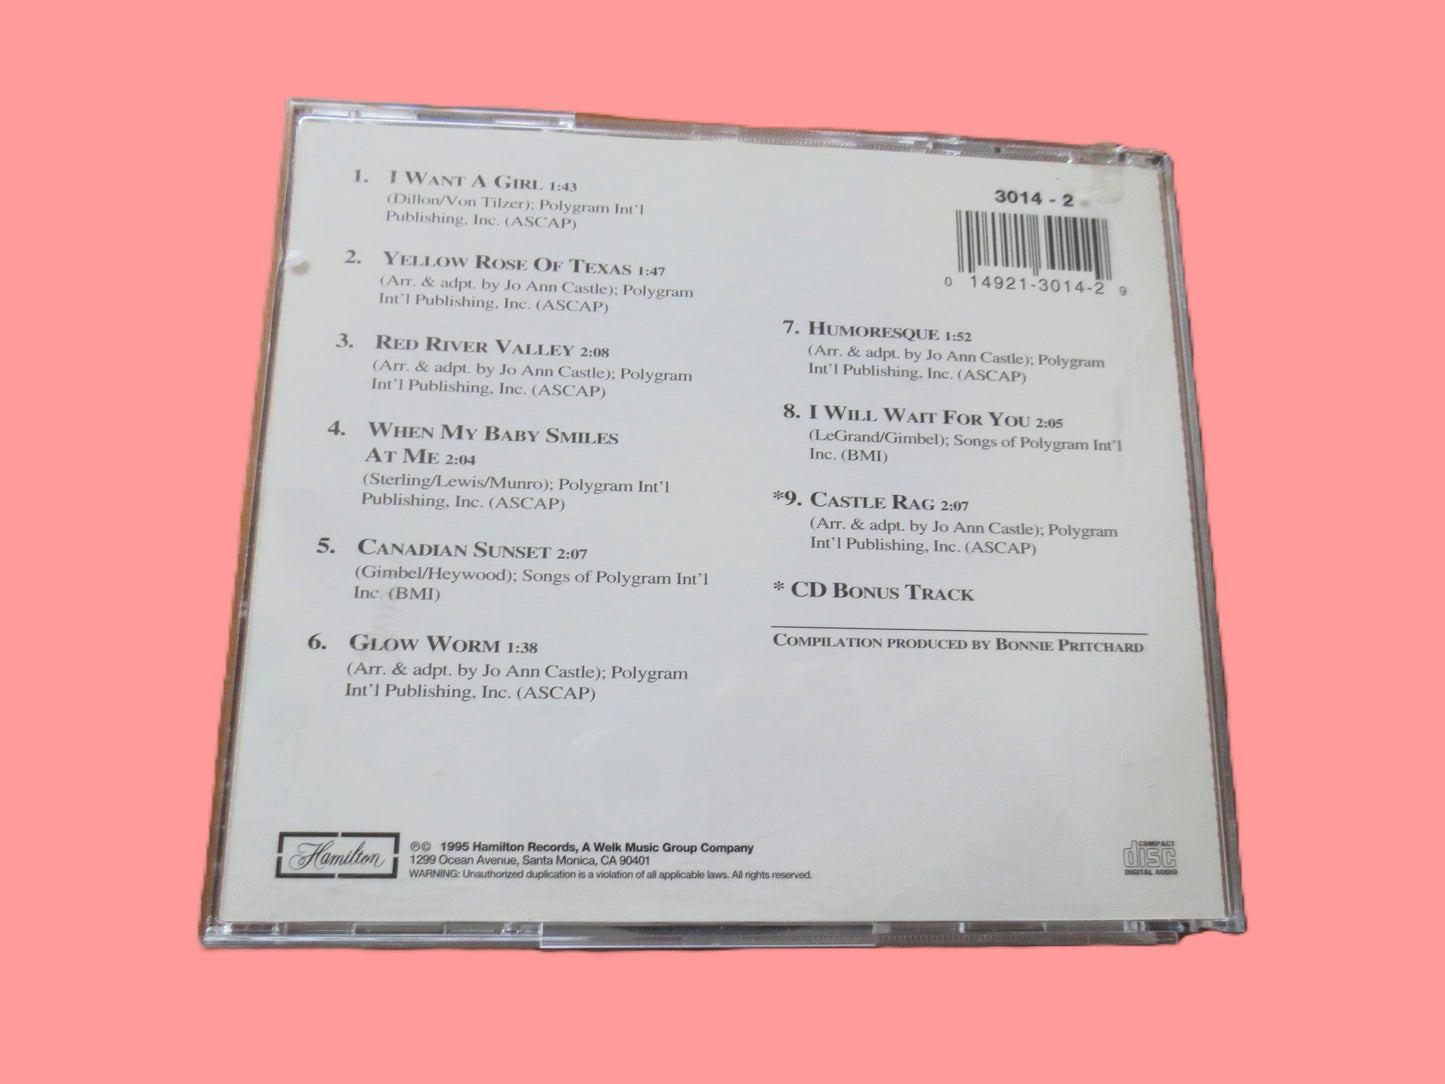 1. I Want A Girl 1:43
(Dillon/Von Tilzer); Polygram Int'l
Publishing, Inc. (ASCAP)
2. Yellow Rose Of Texas 1:47
(Arr. & adpt. by Jo Ann Castle); Polygram
Int'l Publishing, Inc. (ASCAP)
3. Red River Valley 2:08
(Arr. & adpt. by Jo Ann Castle); Polygram
Int'l Publishing, Inc. (ASCAP)
4. When My Baby Smiles
At Me 2:04
(Sterling/Lewis/Munro); Polygram Int'l
Publishing, Inc. (ASCAP)
5. Canadian Sunset 2:07
(Gimbel/Heywood); Songs of Polygram Int'l
Inc. (BMI)
6. Glow Worm 1:38
(Arr. & adpt. by Jo Ann Castle); Polygram
Int'l Publishing, Inc. (ASCAP)
3014 - 2
0 14921-3014-2 9
7. Humoresque 1:52
(Arr. & adpt. by Jo Ann Castle); Polygram
Int'l Publishing, Inc. (ASCAP)
8. I Will Wait For You 2:05
(LeGrand/Gimbel); Songs of Polygram Int'l
Inc. (BMI)
*9. Castle Rag 2:07
(Arr. & adpt. by Jo Ann Castle); Polygram
Int'l Publishing, Inc. (ASCAP)
* CD Bonus Track
Compilation produced by Bonnie Pritchard
Hamilton
℗© 1995 Hamilton Records, A Welk Music Group Company
1299 Ocean Avenue, Santa Monica, CA 90401
WARNING: Unauthorized duplication is a violation of all applicable laws. All rights reserved.
COMPACT
disc
DIGITAL AUDIO